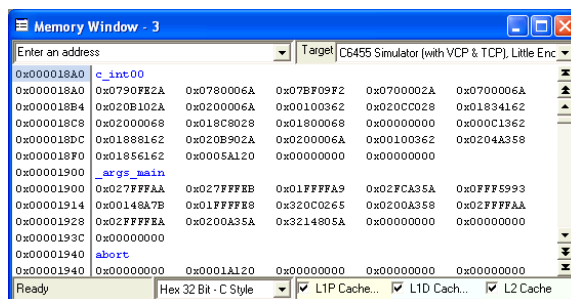 Memory Window - 3
Enter an address Target C6455 Simulator (with VCP & TCP), Little Enc
0x000018A0 c_int00
0x000018A0 0x0790FE2A 0x0780006A 0x07BF09F2 0x0700002A 0x0700006A
0x000018B4 0x020B102A 0x0200006A 0x00100362 0x020CC028 0x01834162
0x000018C8 0x02000068 0x018C8028 0x01800068 0x00000000 0x000C1362
0x000018DC 0x01888162 0x020B902A 0x0200006A 0x00100362 0x0204A358
0x000018F0 0x01856162 0x0005A120 0x00000000 0x00000000
0x00001900 _args_main
0x00001900 0x027FFFAA 0x027FFFEB 0x01FFFFA9 0x02FCA35A 0x0FFF5993
0x00001914 0x00148A7B 0x01FFFFE8 0x320C0265 0x0200A358 0x02FFFFAA
0x00001928 0x02FFFFEA 0x0200A35A 0x3214805A 0x00000000 0x00000000
0x0000193C 0x00000000
0x00001940 abort
0x00001940 0x00000000 0x0001A120 0x00000000 0x00000000 0x00000000
Ready Hex 32 Bit - C Style L1P Cache... L1D Cach... L2 Cache